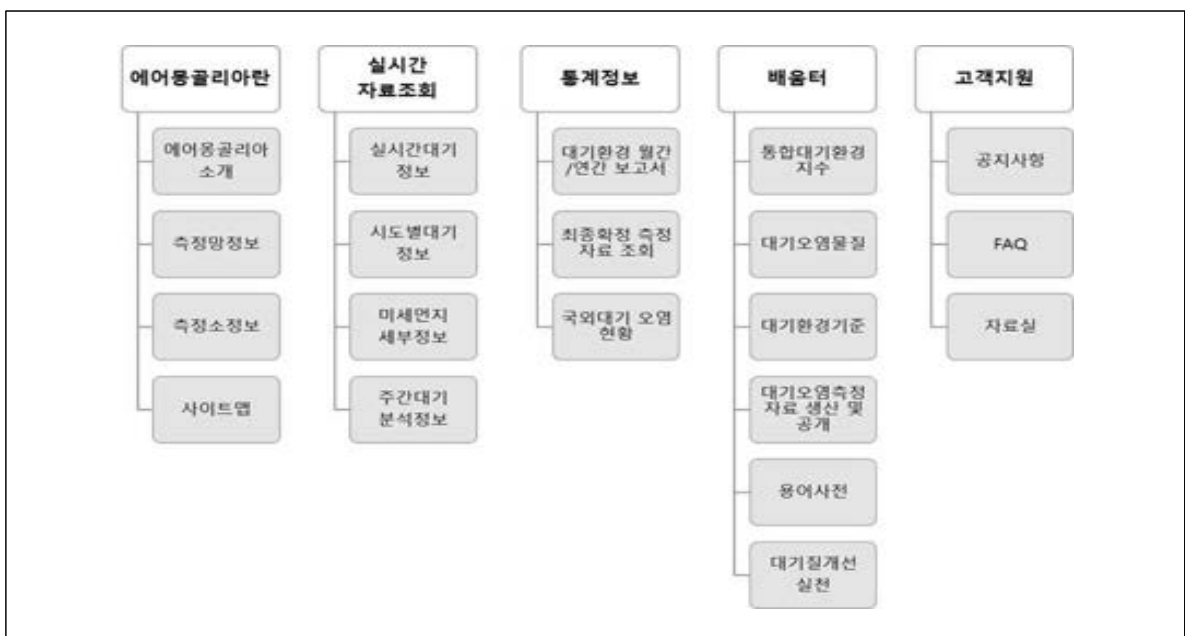 에어몽골리아란
에어몽골리아
소개
측정망정보
측정소정보
사이트맵
실시간
자료조회
실시간대기
정보
시도별대기
정보
미세먼지
세부정보
주간대기
분석정보
통계정보
대기환경 월간
/연간 보고서
최종확정 측정
자료 조회
국외대기 오염
현황
배움터
통합대기환경
지수
대기오염물질
대기환경기준
대기오염측정
자료 생산 및
공개
용어사전
대기질개선
실천
고객지원
공지사항
FAQ
자료실